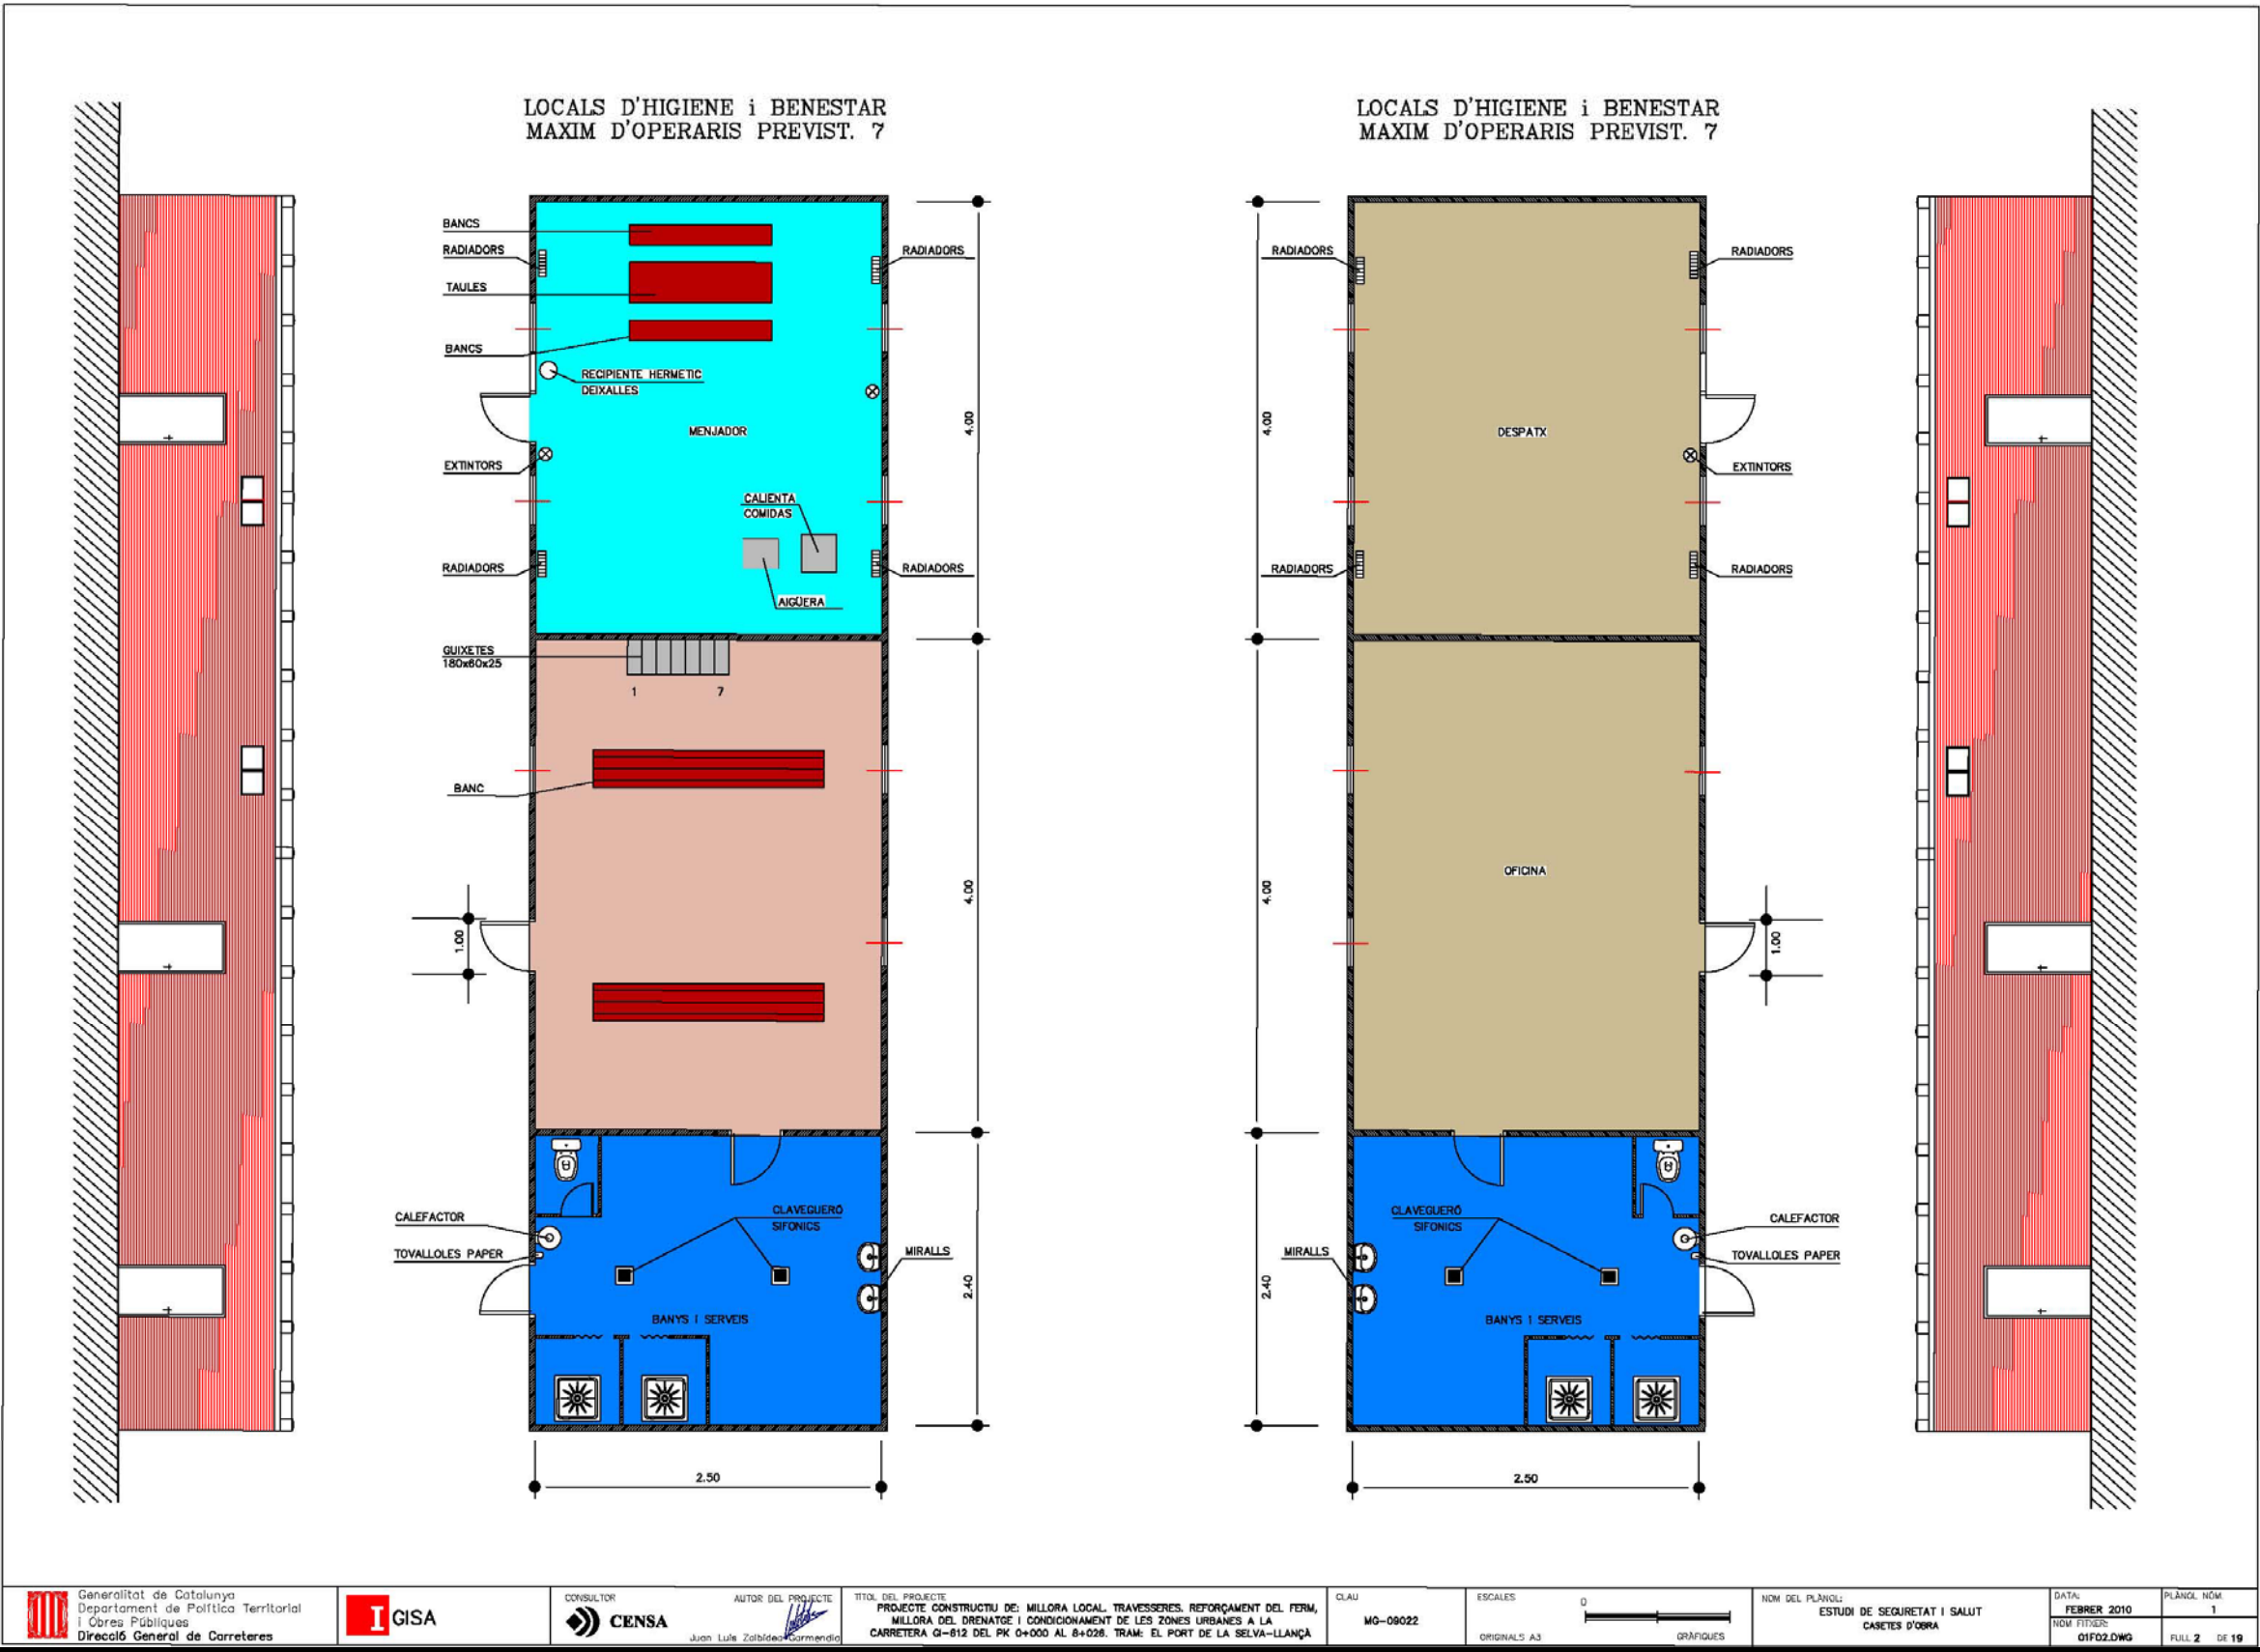 LOCALS D'HIGIENE i BENESTAR
MAXIM D'OPERARIS PREVIST. 7
BANCS
RADIADORS
RADIADORS
TAULES
BANCS
RECIPIENTE HERMETIC
DEIXALLES
4.00
MENJADOR
EXTINTORS
CALIENTA
COMIDAS
RADIADORS
RADIADORS
AIGÜERA
GUIXETES
180x60x25
1 7
BANC
4.00
1.00
CALEFACTOR
CLAVEGUERÓ
SIFONICS
TOVALLOLES PAPER
MIRALLS
2.40
BANYS I SERVEIS
2.50
LOCALS D'HIGIENE i BENESTAR
MAXIM D'OPERARIS PREVIST. 7
RADIADORS
RADIADORS
4.00
DESPATX
EXTINTORS
RADIADORS
RADIADORS
OFICINA
4.00
1.00
CLAVEGUERÓ
SIFONICS
CALEFACTOR
MIRALLS
TOVALLOLES PAPER
2.40
BANYS I SERVEIS
2.50
Generalitat de Catalunya
Departament de Política Territorial
i Obres Públiques
Direcció General de Carreteres
I GISA
CONSULTOR
CENSA
AUTOR DEL PROJECTE
Juan Luis Zalbidea Garmendia
TITOL DEL PROJECTE
PROJECTE CONSTRUCTIU DE: MILLORA LOCAL. TRAVESSERES. REFORÇAMENT DEL FERM,
MILLORA DEL DRENATGE I CONDICIONAMENT DE LES ZONES URBANES A LA
CARRETERA GI-612 DEL PK 0+000 AL 8+026. TRAM: EL PORT DE LA SELVA-LLANÇÀ
CLAU
MG-09022
ESCALES
0
ORIGINALS A3
GRÀFIQUES
NOM DEL PLÀNOL:
ESTUDI DE SEGURETAT I SALUT
CASETES D'OBRA
DATA:
FEBRER 2010
NOM FITXER:
01F02.DWG
PLÀNOL NÚM.
1
FULL 2 DE 19